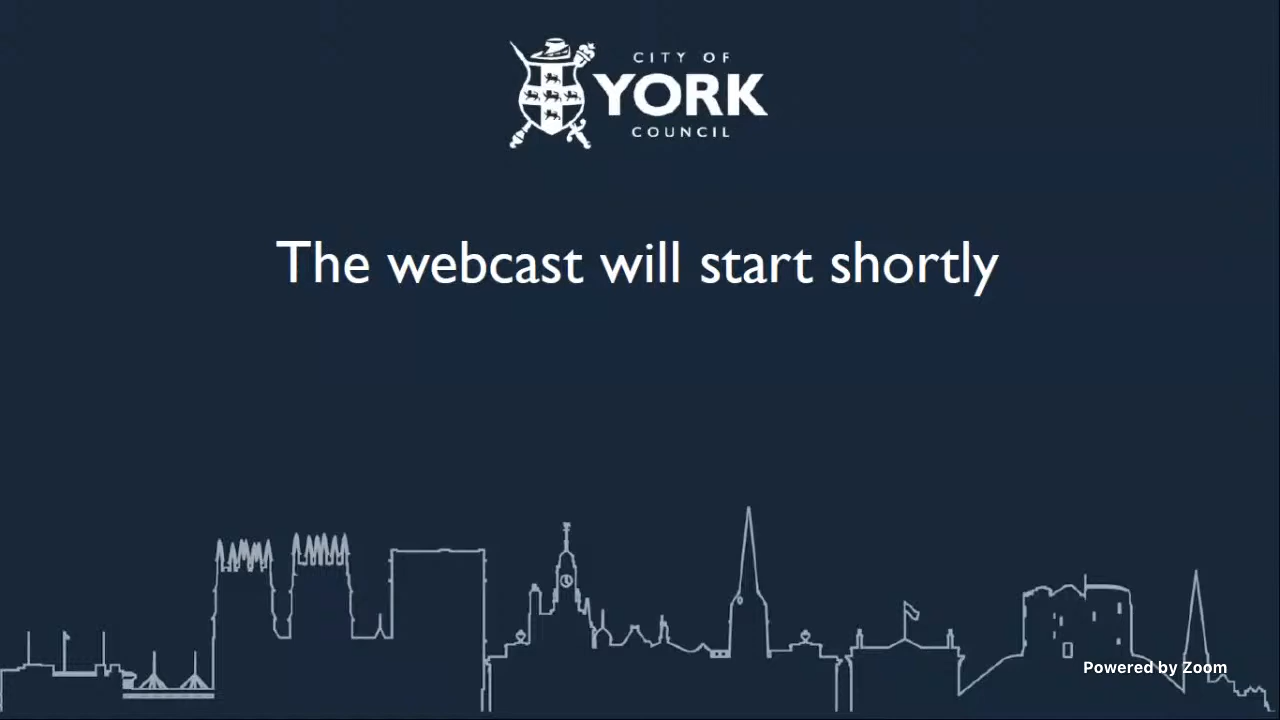 CITY OF
YORK
COUNCIL
The webcast will start shortly
Powered by Zoom